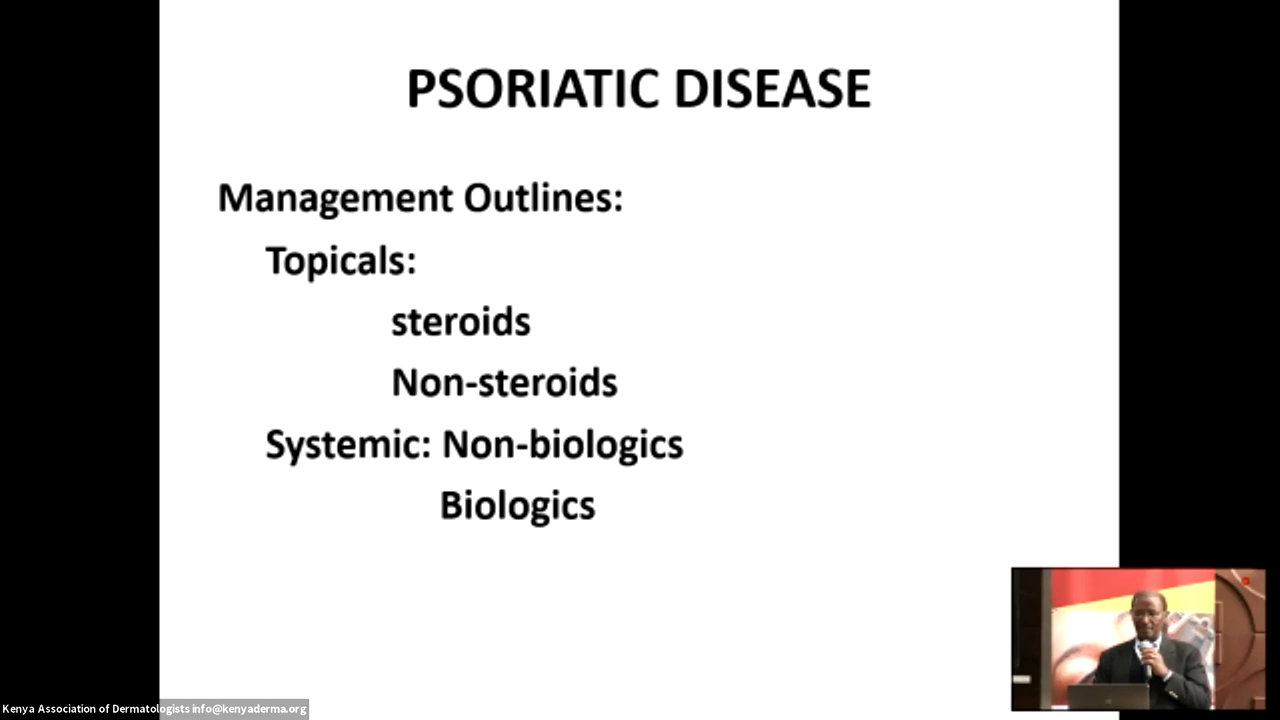 PSORIATIC DISEASE
Management Outlines:
Topicals:
steroids
Non-steroids
Systemic: Non-biologics
Biologics
Kenya Association of Dermatologists info@kenyaderma.org